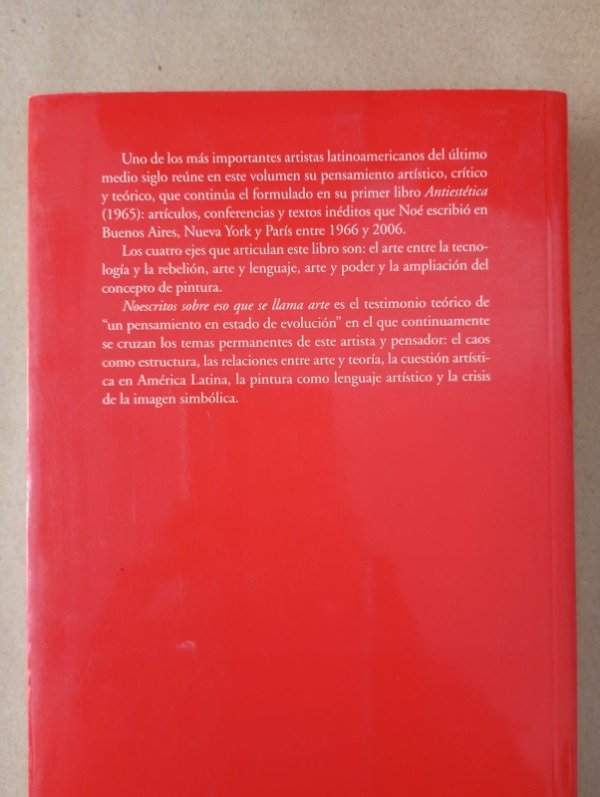 Uno de los más importantes artistas latinoamericanos del último
medio siglo reúne en este volumen su pensamiento artístico, crítico
y teórico, que continúa el formulado en su primer libro Antiestética
(1965): artículos, conferencias y textos inéditos que Noé escribió en
Buenos Aires, Nueva York y París entre 1966 y 2006.
Los cuatro ejes que articulan este libro son: el arte entre la tecno-
logía y la rebelión, arte y lenguaje, arte y poder y la ampliación del
concepto de pintura.
Noescritos sobre eso que se llama arte es el testimonio teórico de
“un pensamiento en estado de evolución” en el que continuamente
se cruzan los temas permanentes de este artista y pensador: el caos
como estructura, las relaciones entre arte y teoría, la cuestión artísti-
ca en América Latina, la pintura como lenguaje artístico y la crisis
de la imagen simbólica.